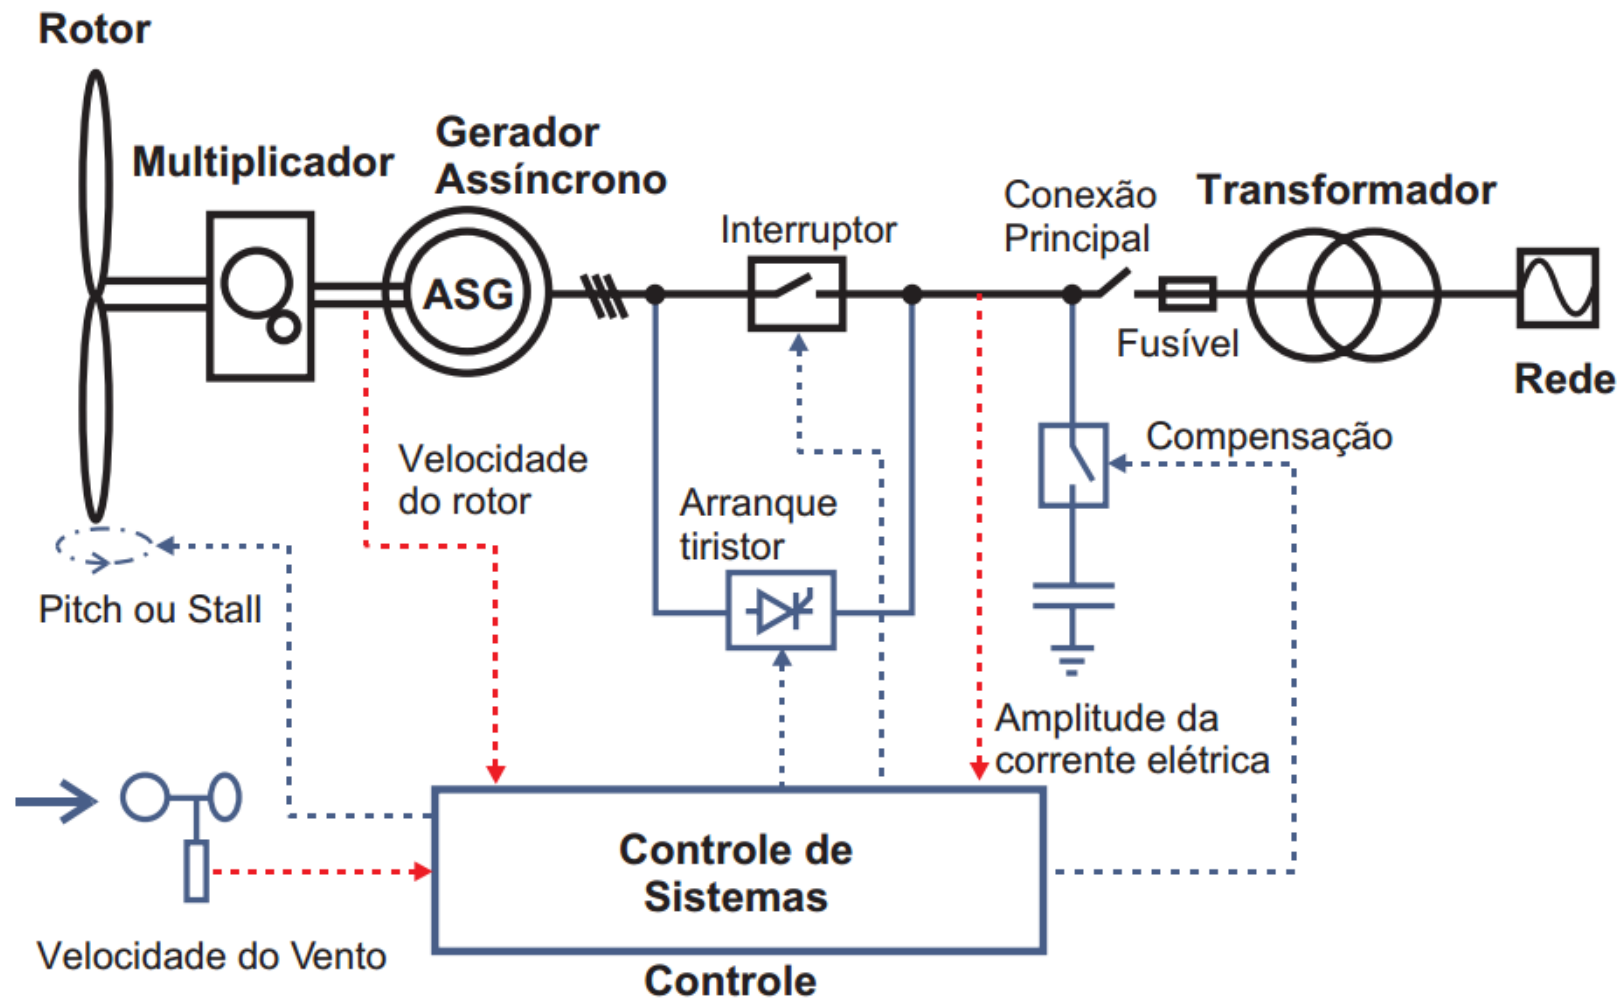 Rotor
Multiplicador
Gerador
Assíncrono
ASG
Interruptor
Conexão
Principal
Transformador
Fusível
Rede
Velocidade
do rotor
Arranque
tiristor
Compensação
Pitch ou Stall
Amplitude da
corrente elétrica
Controle de
Sistemas
Velocidade do Vento
Controle